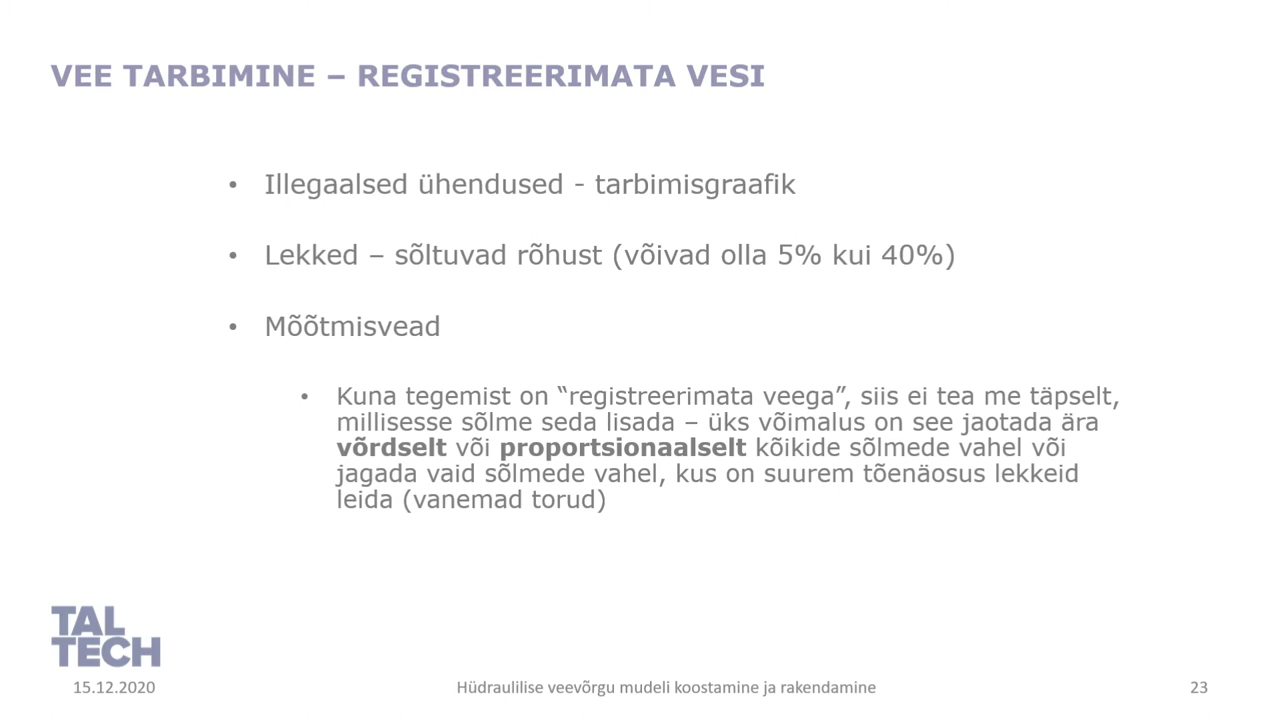 VEE TARBIMINE – REGISTREERIMATA VESI
• Illegaalsed ühendused - tarbimisgraafik
• Lekked – sõltuvad rõhust (võivad olla 5% kui 40%)
• Mõõtmisvead
• Kuna tegemist on “registreerimata veega”, siis ei tea me täpselt,
millisesse sõlme seda lisada – üks võimalus on see jaotada ära
võrdselt või proportsionaalselt kõikide sõlmede vahel või
jagada vaid sõlmede vahel, kus on suurem tõenäosus lekkeid
leida (vanemad torud)
TAL
TECH
15.12.2020
Hüdraulilise veevõrgu mudeli koostamine ja rakendamine
23